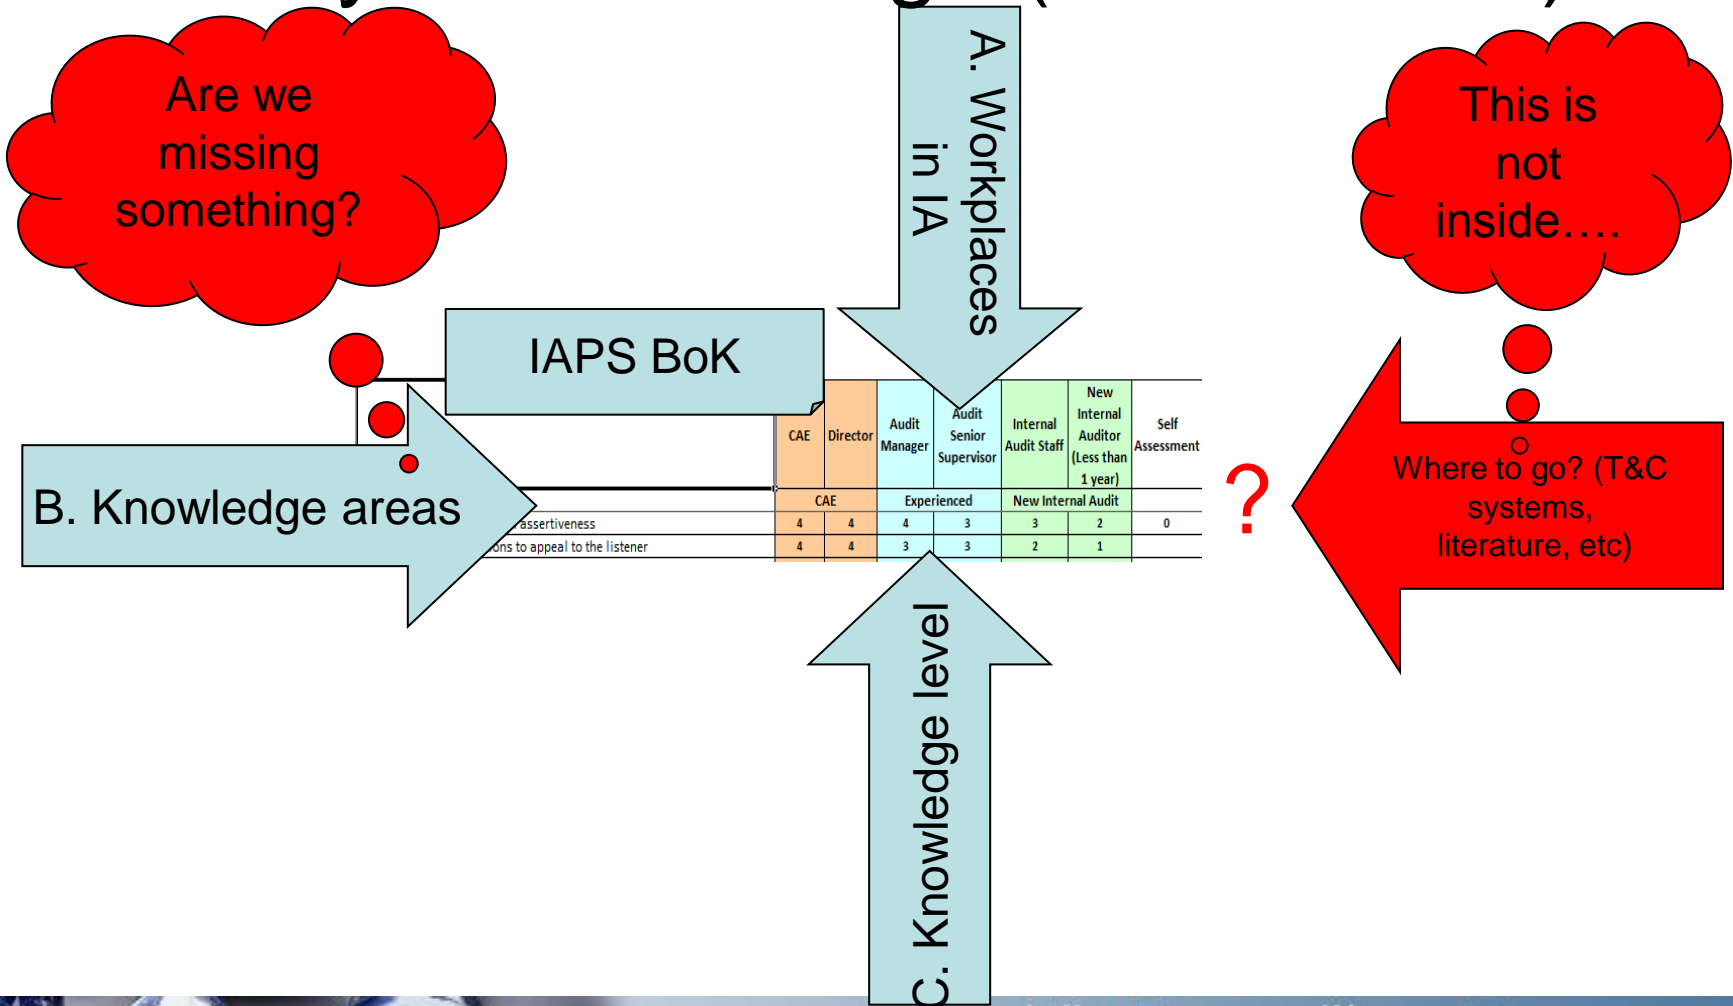 Are we
missing
something?
A. Workplaces
in IA
This is
not
inside….
IAPS BoK
B. Knowledge areas
CAE
Director
Audit
Manager
Audit
Senior
Supervisor
Internal
Audit Staff
New
Internal
Auditor
(Less than
1 year)
Self
Assessment
CAE Experienced New Internal Audit
assertiveness 4 4 4 3 3 2 0
to appeal to the listener 4 4 3 3 2 1
?
Where to go? (T&C
systems,
literature, etc)
C. Knowledge level